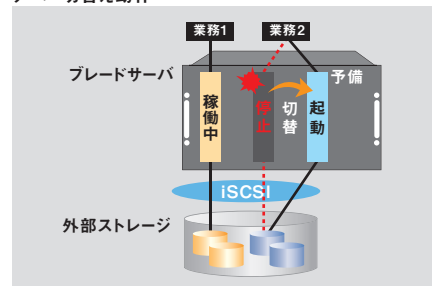 業務1
業務2
ブレードサーバ
予備
稼働中
停止
切替
起動
iSCSI
外部ストレージ